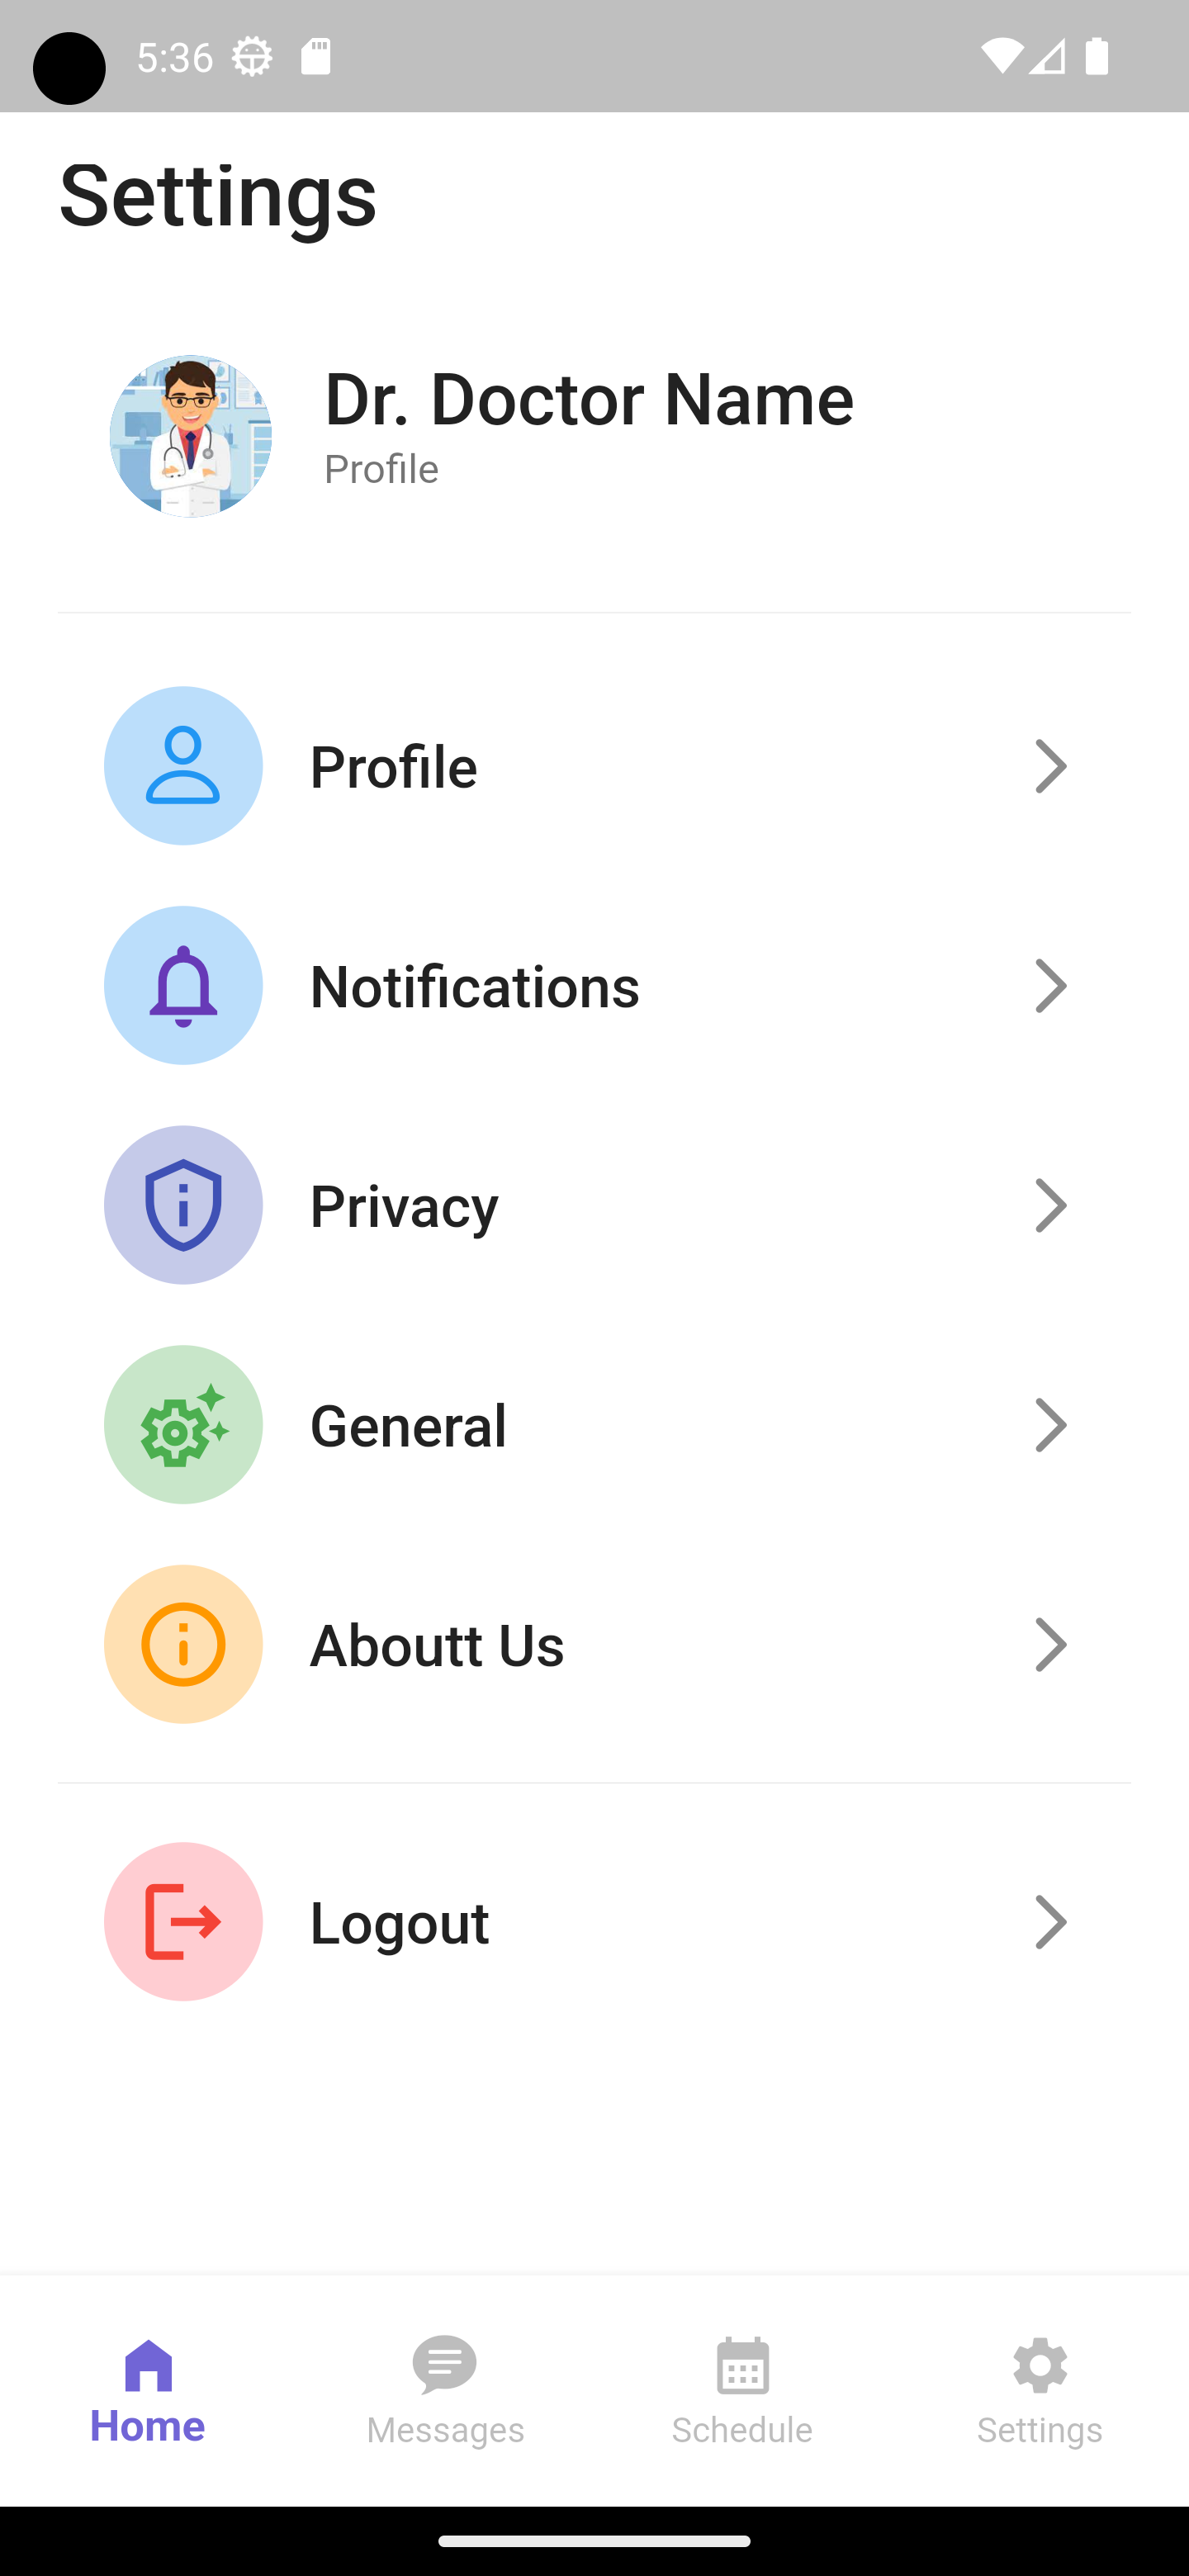 5:36
Settings
Dr. Doctor Name
Profile
Profile
Notifications
Privacy
General
Aboutt Us
Logout
Home
Messages
Schedule
Settings